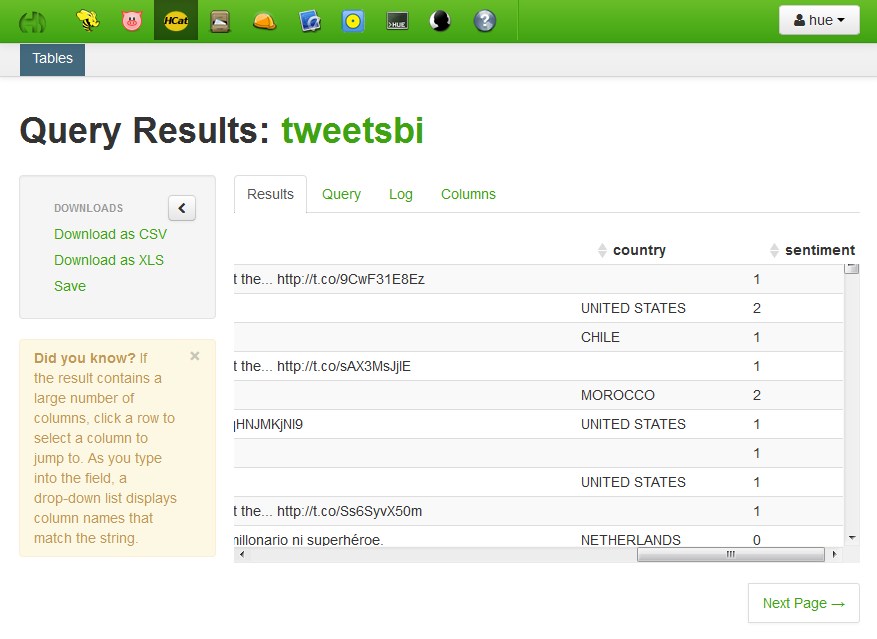 HCat
HUE
?
hue
Tables
Query Results: tweetsbi
DOWNLOADS
Download as CSV
Download as XLS
Save
Did you know? If
the result contains a
large number of
columns, click a row to
select a column to
jump to. As you type
into the field, a
drop-down list displays
column names that
match the string.
Results Query Log Columns
country sentiment
t the... http://t.co/9CwF31E8Ez 1
UNITED STATES 2
CHILE 1
t the... http://t.co/sAX3MsJjlE 1
MOROCCO 2
jHNJMKjNI9 UNITED STATES 1
1
UNITED STATES 1
t the... http://t.co/Ss6SyvX50m 1
millonario ni superhéroe. NETHERLANDS 0
Next Page →